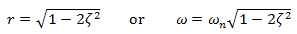 r = √(1 − 2ζ²)     or     ω = ωₙ√(1 − 2ζ²)